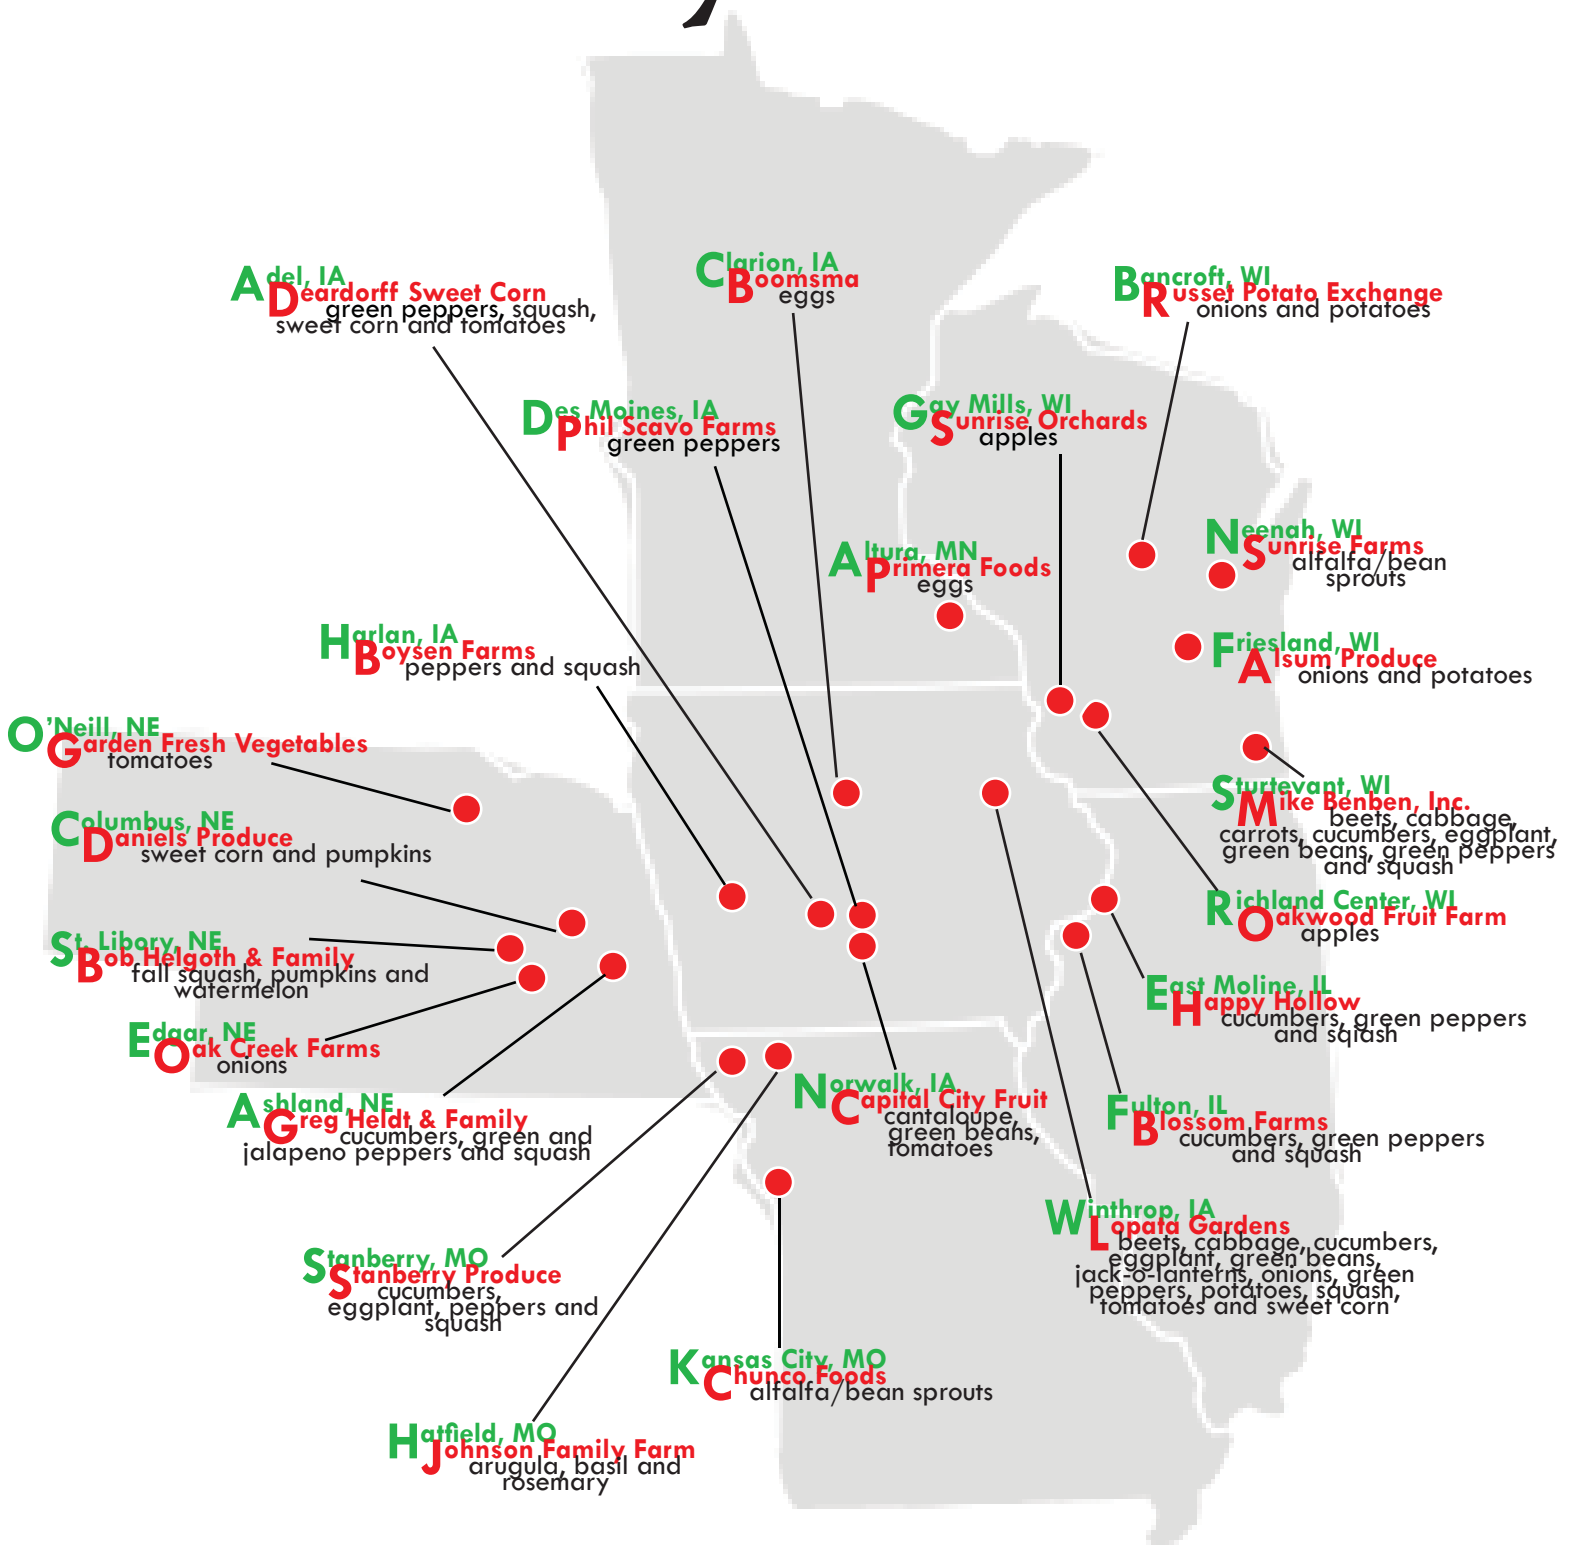 Adel, IA
Deardorff Sweet Corn
green peppers, squash,
sweet corn and tomatoes
Clarion, IA
Boomsma
eggs
Bancroft, WI
Russet Potato Exchange
onions and potatoes
Des Moines, IA
Phil Scavo Farms
green peppers
Gay Mills, WI
Sunrise Orchards
apples
Altura, MN
Primera Foods
eggs
Neenah, WI
Sunrise Farms
alfalfa/bean
sprouts
Harlan, IA
Boysen Farms
peppers and squash
Friesland, WI
Alsum Produce
onions and potatoes
O'Neill, NE
Garden Fresh Vegetables
tomatoes
Columbus, NE
Daniels Produce
sweet corn and pumpkins
Sturtevant, WI
Mike Benben, Inc.
beets, cabbage,
carrots, cucumbers, eggplant,
green beans, green peppers
and squash
Richland Center, WI
Oakwood Fruit Farm
apples
St. Libory, NE
Bob Helgoth & Family
fall squash, pumpkins and
watermelon
East Moline, IL
Happy Hollow
cucumbers, green peppers
and sqiash
Edgar, NE
Oak Creek Farms
onions
Ashland, NE
Greg Heldt & Family
cucumbers, green and
jalapeno peppers and squash
Norwalk, IA
Capital City Fruit
cantaloupe,
green beans,
tomatoes
Fulton, IL
Blossom Farms
cucumbers, green peppers
and squash
Winthrop, IA
Lopata Gardens
beets, cabbage, cucumbers,
eggplant, green beans,
jack-o-lanterns, onions, green
peppers, potatoes, squash,
tomatoes and sweet corn
Stanberry, MO
Stanberry Produce
cucumbers,
eggplant, peppers and
squash
Kansas City, MO
Chunco Foods
alfalfa/bean sprouts
Hatfield, MO
Johnson Family Farm
arugula, basil and
rosemary